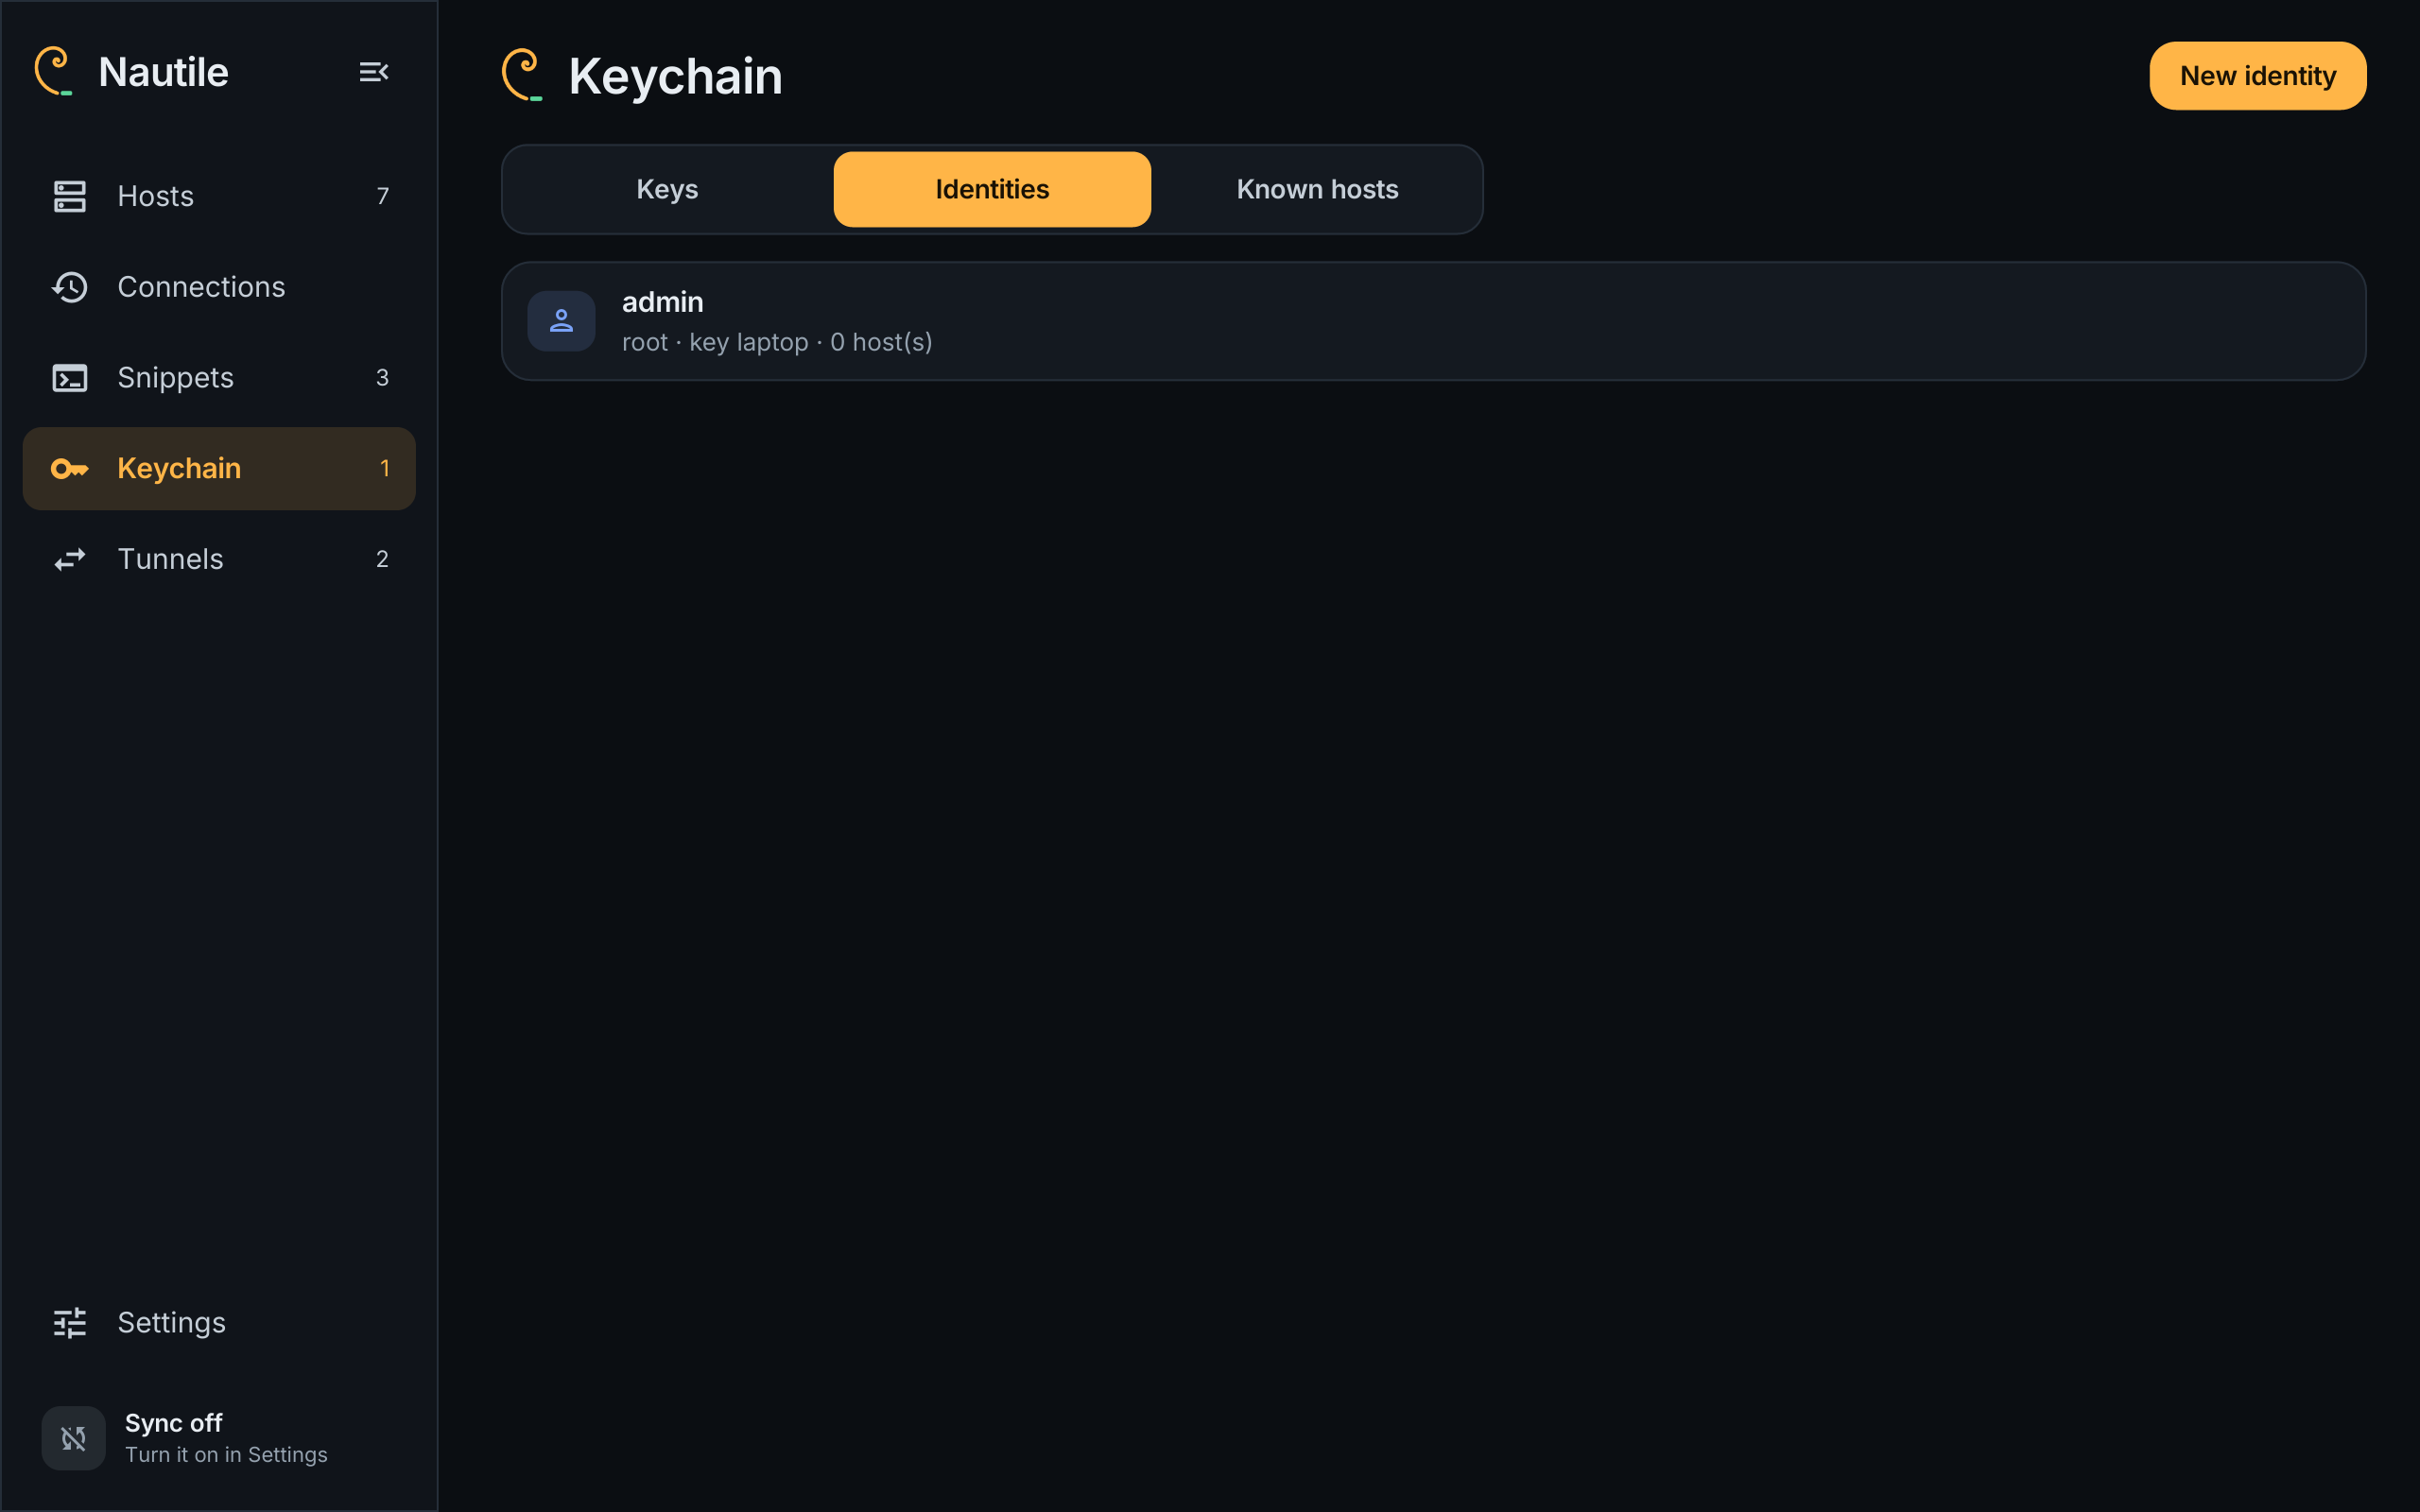 Nautile
Hosts 7
Connections
Snippets 3
Keychain 1
Tunnels 2
Settings
Sync off
Turn it on in Settings
Keychain
New identity
Keys
Identities
Known hosts
admin
root · key laptop · 0 host(s)